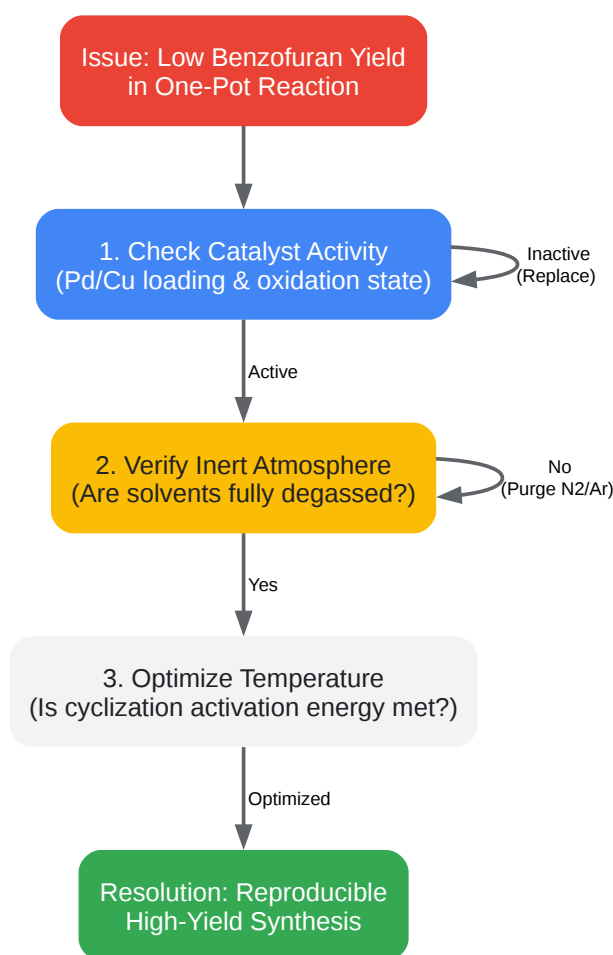 Issue: Low Benzofuran Yield
in One-Pot Reaction
1. Check Catalyst Activity
(Pd/Cu loading & oxidation state)
Inactive
(Replace)
Active
2. Verify Inert Atmosphere
(Are solvents fully degassed?)
No
(Purge N2/Ar)
Yes
3. Optimize Temperature
(Is cyclization activation energy met?)
Optimized
Resolution: Reproducible
High-Yield Synthesis